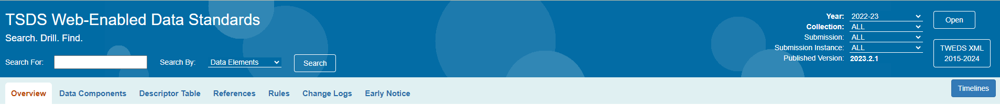 TSDS Web-Enabled Data Standards
Search. Drill. Find.
Search For:
Search By: Data Elements
Search
Year: 2022-23
Collection: ALL
Submission: ALL
Submission Instance: ALL
Published Version: 2023.2.1
Open
TWEDS XML
2015-2024
Overview Data Components Descriptor Table References Rules Change Logs Early Notice
Timelines